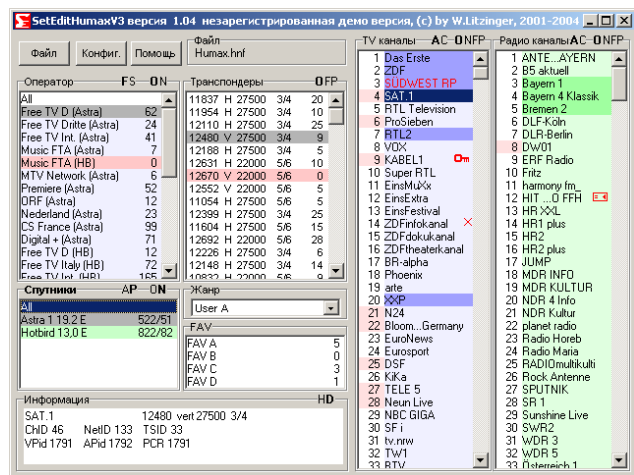 SetEditHumaxV3 версия 1.04 незарегистрированная демо версия, (c) by W.Litzinger, 2001-2004
Файл
Конфиг.
Помощь
Файл
Humax.hnf
Оператор FS ON
All
Free TV D (Astra) 62
Free TV Dritte (Astra) 24
Free TV Int. (Astra) 41
Music FTA (Astra) 7
Music FTA (HB) 0
MTV Network (Astra) 6
Premiere (Astra) 52
ORF (Astra) 12
Nederland (Astra) 23
CS France (Astra) 99
Digital + (Astra) 71
Free TV D (HB) 12
Free TV Italy (HB) 72
Free TV Int. (HB) 165
Транспондеры OFP
11837 H 27500 3/4 20
11954 H 27500 3/4 10
12110 H 27500 3/4 25
12480 V 27500 3/4 9
12188 H 27500 3/4 5
12631 H 22000 5/6 10
12670 V 22000 5/6 0
12552 V 22000 5/6 5
11054 H 27500 5/6 5
12399 H 27500 3/4 25
11604 H 27500 5/6 15
12692 H 22000 5/6 28
12226 H 27500 3/4 6
12148 H 27500 3/4 14
10832 H 22000 5/6 9
Спутники AP ON
All
Astra 1 19.2 E 522/51
Hotbird 13,0 E 822/82
Жанр
User A
FAV
FAV A 5
FAV B 0
FAV C 3
FAV D 1
Информация HD-
SAT.1 12480 vert 27500 3/4
ChID 46 NetID 133 TSID 33
VPid 1791 APid 1792 PCR 1791
TV каналы AC-ONFP
1 Das Erste
2 ZDF
3 SÜDWEST RP
4 SAT.1
5 RTL Television
6 ProSieben
7 RTL2
8 VOX
9 KABEL1
10 Super RTL
11 EinsMuXx
12 EinsExtra
13 EinsFestival
14 ZDFinfokanal
15 ZDFdokukanal
16 ZDFtheaterkanal
17 BR-alpha
18 Phoenix
19 arte
20 XXP
21 N24
22 Bloom...Germany
23 EuroNews
24 Eurosport
25 DSF
26 KiKa
27 TELE 5
28 Neun Live
29 NBC GIGA
30 SF i
31 tv.nrw
32 TW1
33 RTV
Радио каналы AC-ONFP
1 ANTE...AYERN
2 B5 aktuell
3 Bayern 1
4 Bayern 4 Klassik
5 Bremen 2
6 DLF-Köln
7 DLR-Berlin
8 DW01
9 ERF Radio
10 Fritz
11 harmony fm_
12 HIT ...O FFH
13 HR XXL
14 HR1 plus
15 HR2
16 HR2 plus
17 JUMP
18 MDR INFO
19 MDR KULTUR
20 NDR 4 Info
21 NDR Kultur
22 planet radio
23 Radio Horeb
24 Radio Maria
25 RADIOmultikulti
26 Rock Antenne
27 SPUTNIK
28 SR 1
29 Sunshine Live
30 SWR2
31 WDR 3
32 WDR 5
33 Österreich 1